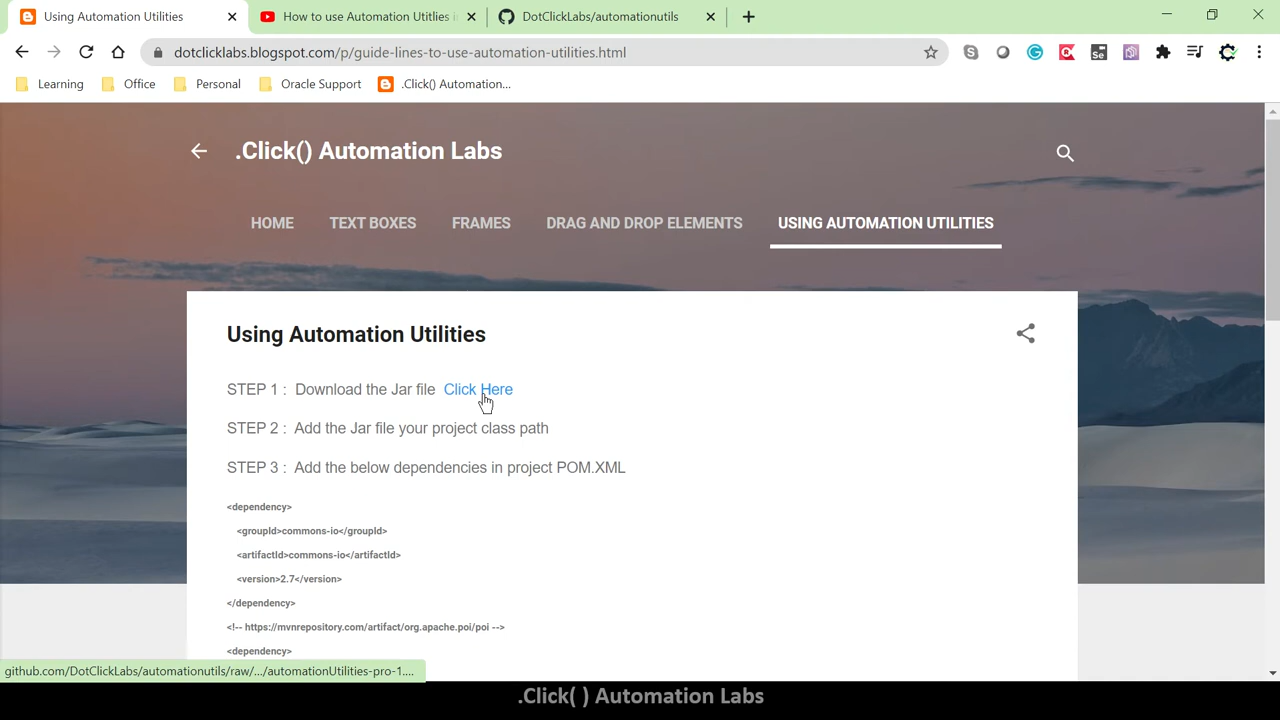 Using Automation Utilities
How to use Automation Utitlies i
DotClickLabs/automationutils
dotclicklabs.blogspot.com/p/guide-lines-to-use-automation-utilities.html
Learning
Office
Personal
Oracle Support
.Click() Automation...
.Click() Automation Labs
HOME
TEXT BOXES
FRAMES
DRAG AND DROP ELEMENTS
USING AUTOMATION UTILITIES
Using Automation Utilities
STEP 1 : Download the Jar file Click Here
STEP 2 : Add the Jar file your project class path
STEP 3 : Add the below dependencies in project POM.XML
<dependency>
<groupId>commons-io</groupId>
<artifactId>commons-io</artifactId>
<version>2.7</version>
</dependency>
<!-- https://mvnrepository.com/artifact/org.apache.poi/poi -->
<dependency>
github.com/DotClickLabs/automationutils/raw/.../automationUtilities-pro-1....
.Click( ) Automation Labs